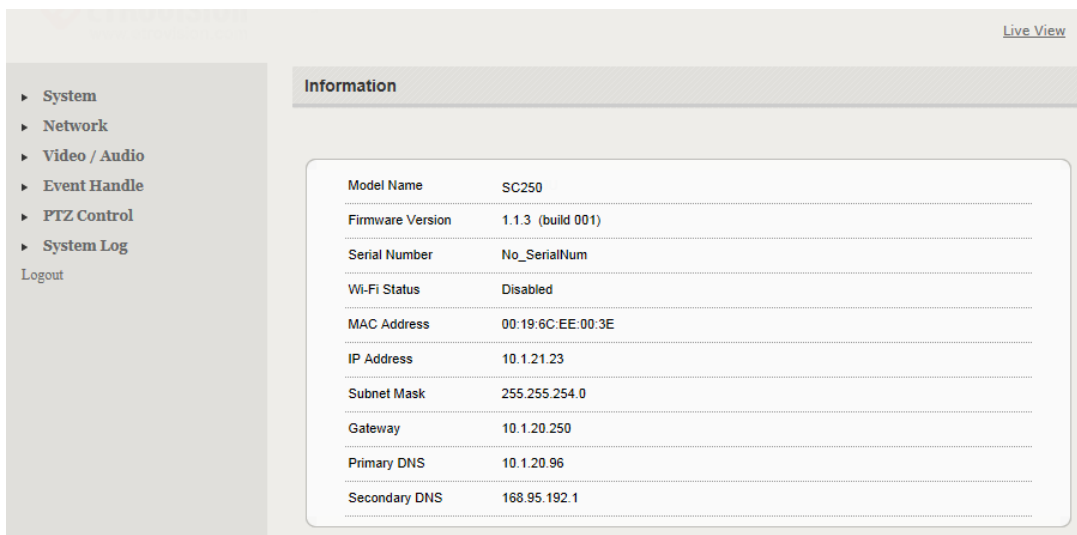 Live View
System
Network
Video / Audio
Event Handle
PTZ Control
System Log
Logout
Information
Model Name SC250
Firmware Version 1.1.3 (build 001)
Serial Number No_SerialNum
Wi-Fi Status Disabled
MAC Address 00:19:6C:EE:00:3E
IP Address 10.1.21.23
Subnet Mask 255.255.254.0
Gateway 10.1.20.250
Primary DNS 10.1.20.96
Secondary DNS 168.95.192.1